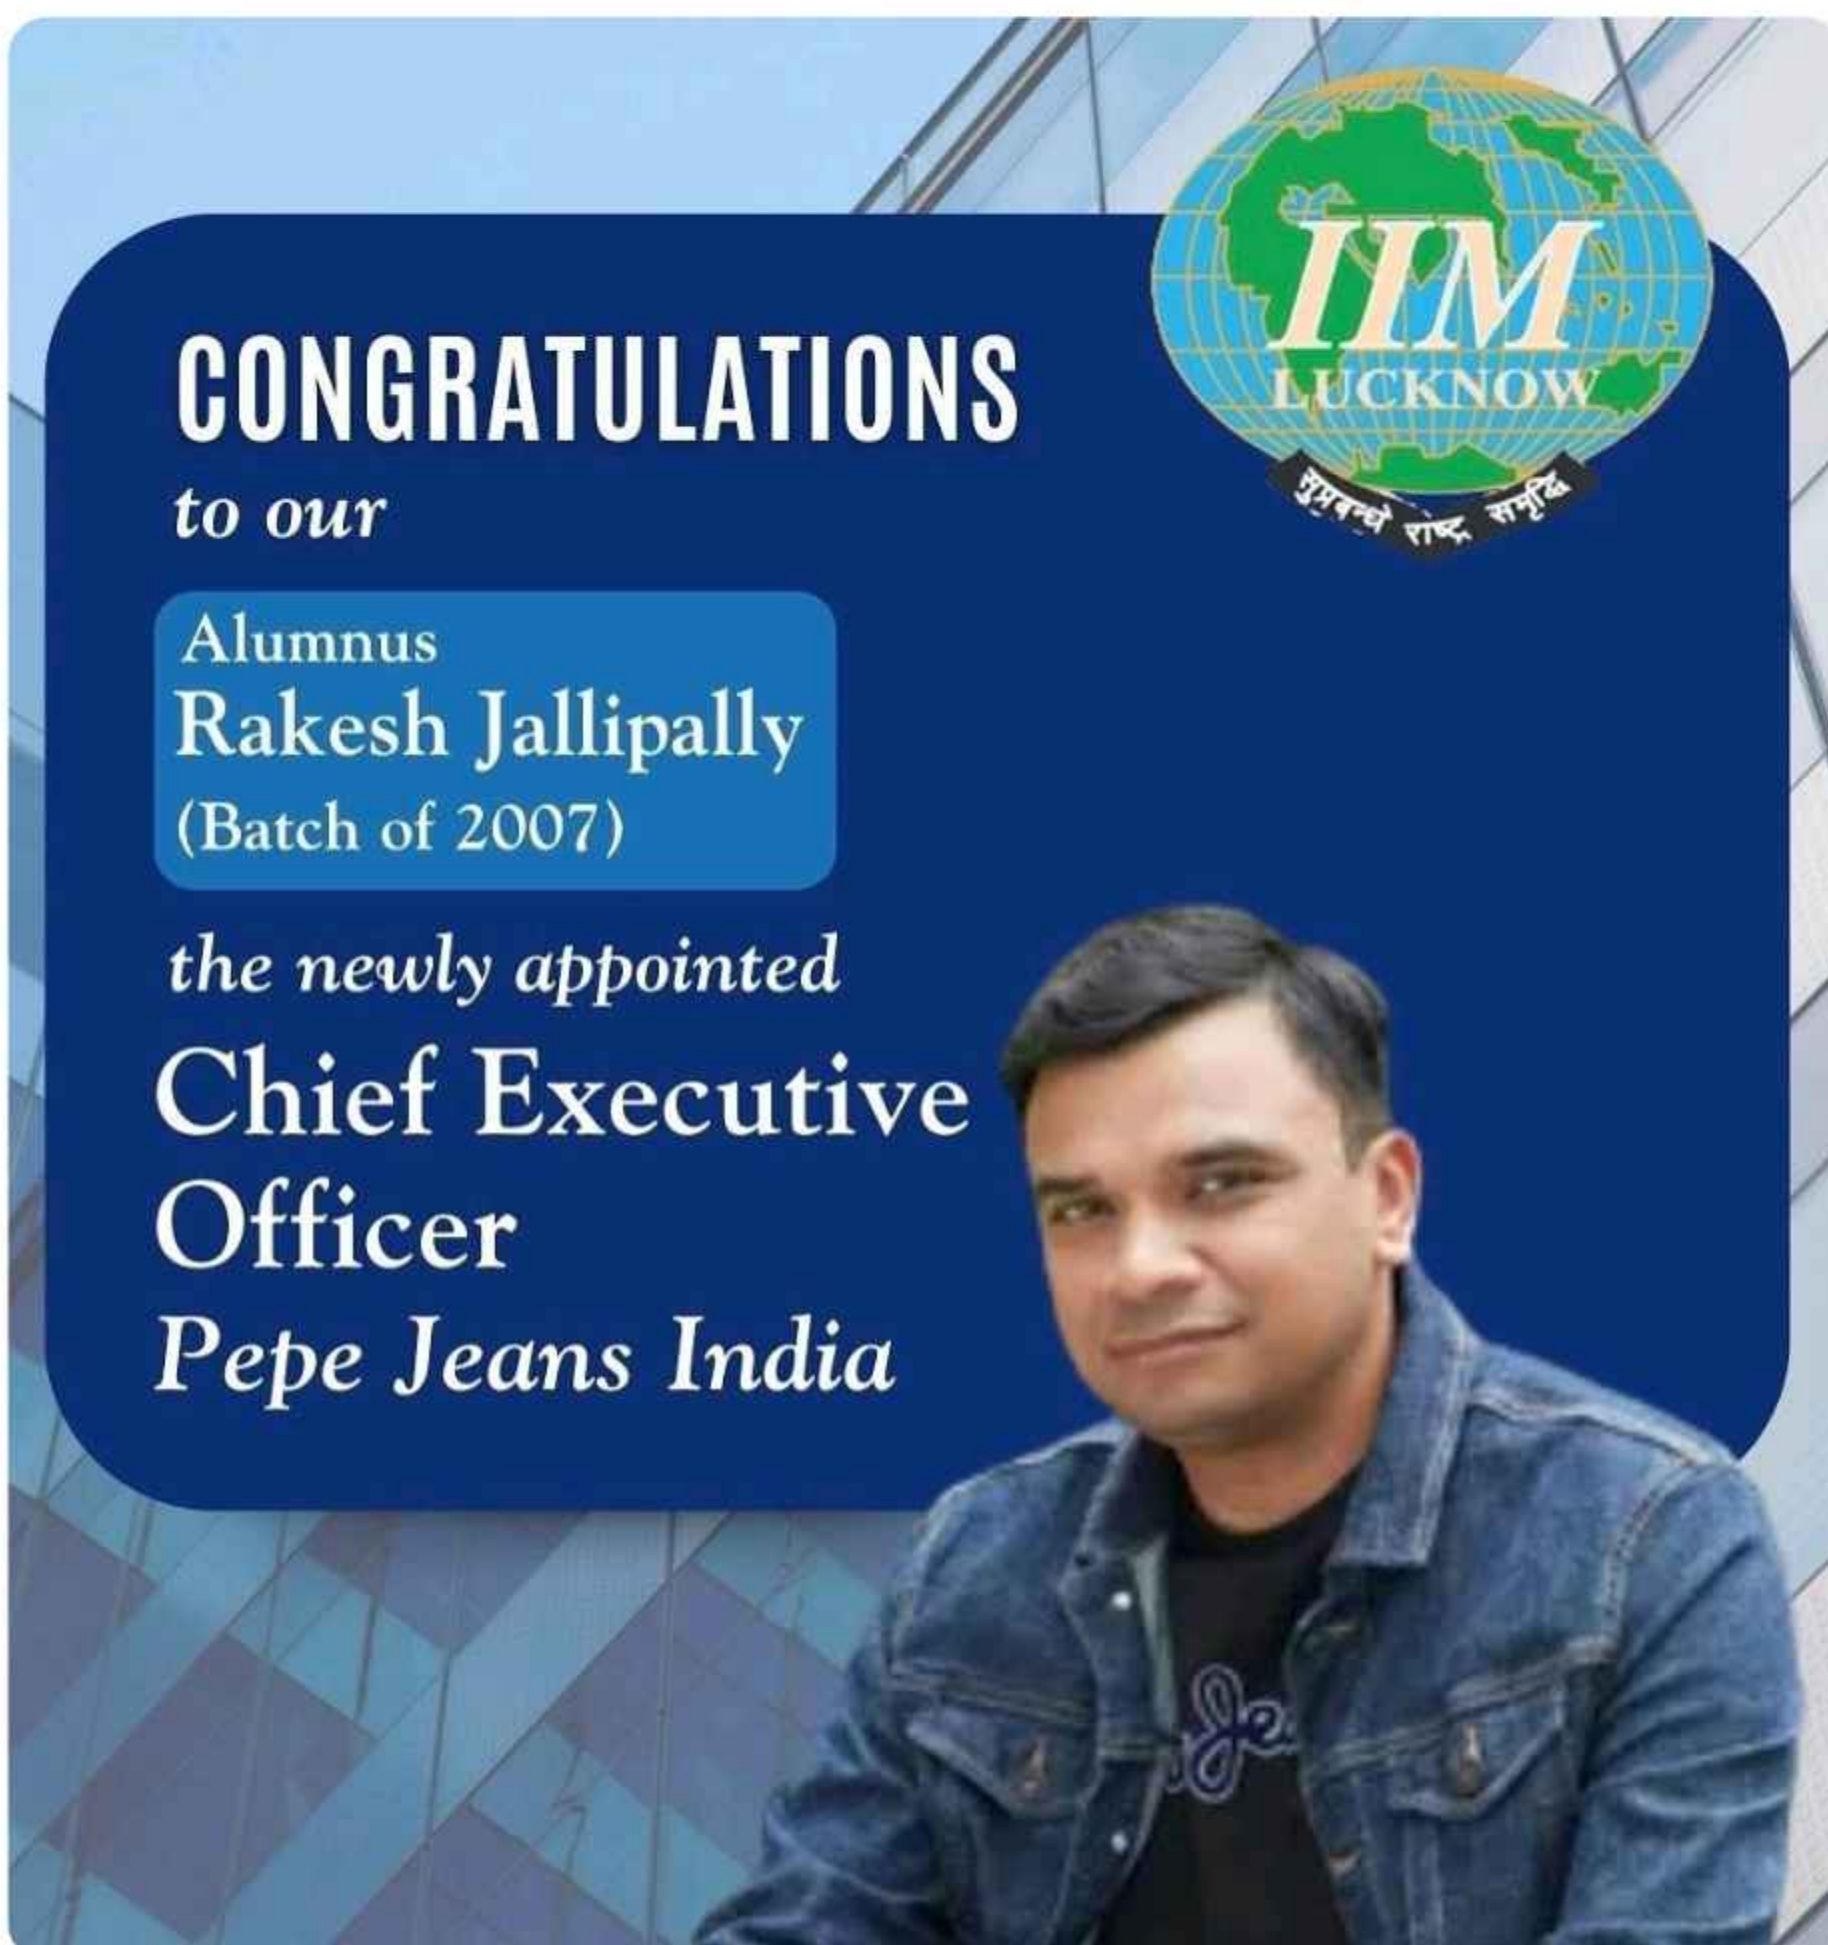 IIM
LUCKNOW
सुप्रबन्धे राष्ट्र समृद्धि
CONGRATULATIONS
to our
Alumnus
Rakesh Jallipally
(Batch of 2007)
the newly appointed
Chief Executive
Officer
Pepe Jeans India